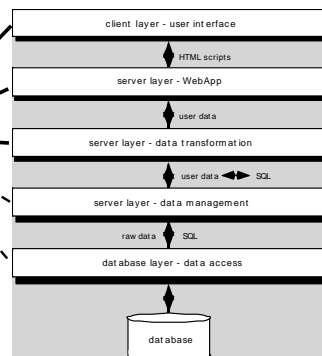 client layer - user interface
HTML scripts
server layer - WebApp
user data
server layer - data transformation
user data SQL
server layer - data management
raw data SQL
database layer - data access
database